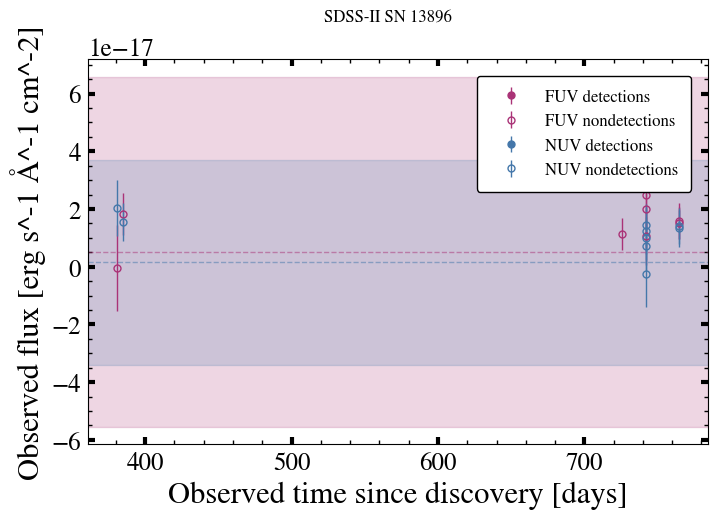 SDSS-II SN 13896
1e−17
Observed flux [erg s^-1 Å^-1 cm^-2]
6
4
2
0
−2
−4
−6
FUV detections
FUV nondetections
NUV detections
NUV nondetections
400 500 600 700
Observed time since discovery [days]